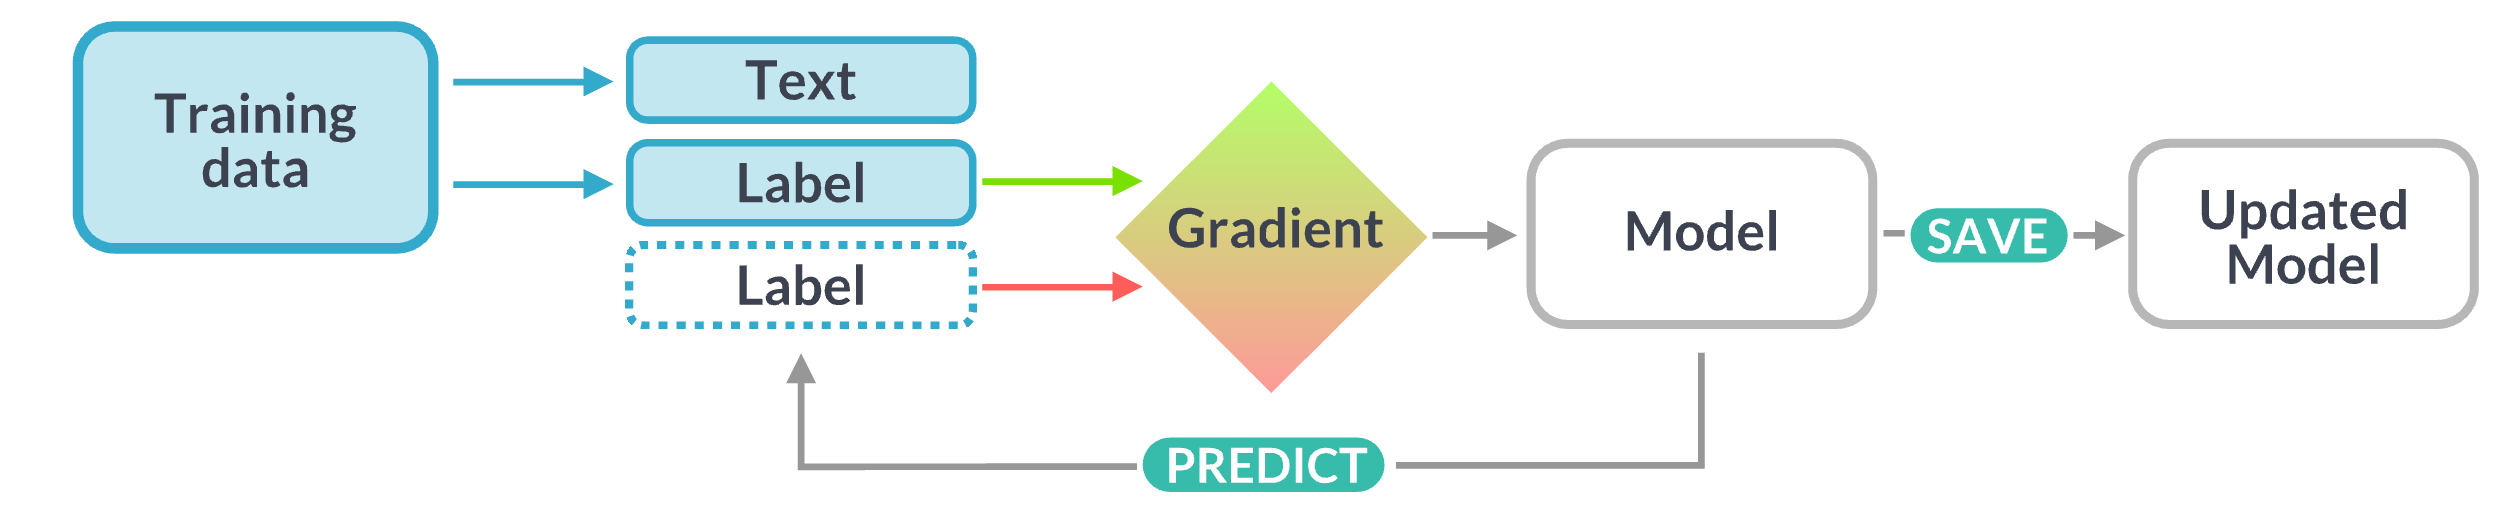 Training
data
Text
Label
Label
Gradient
Model
SAVE
Updated
Model
PREDICT